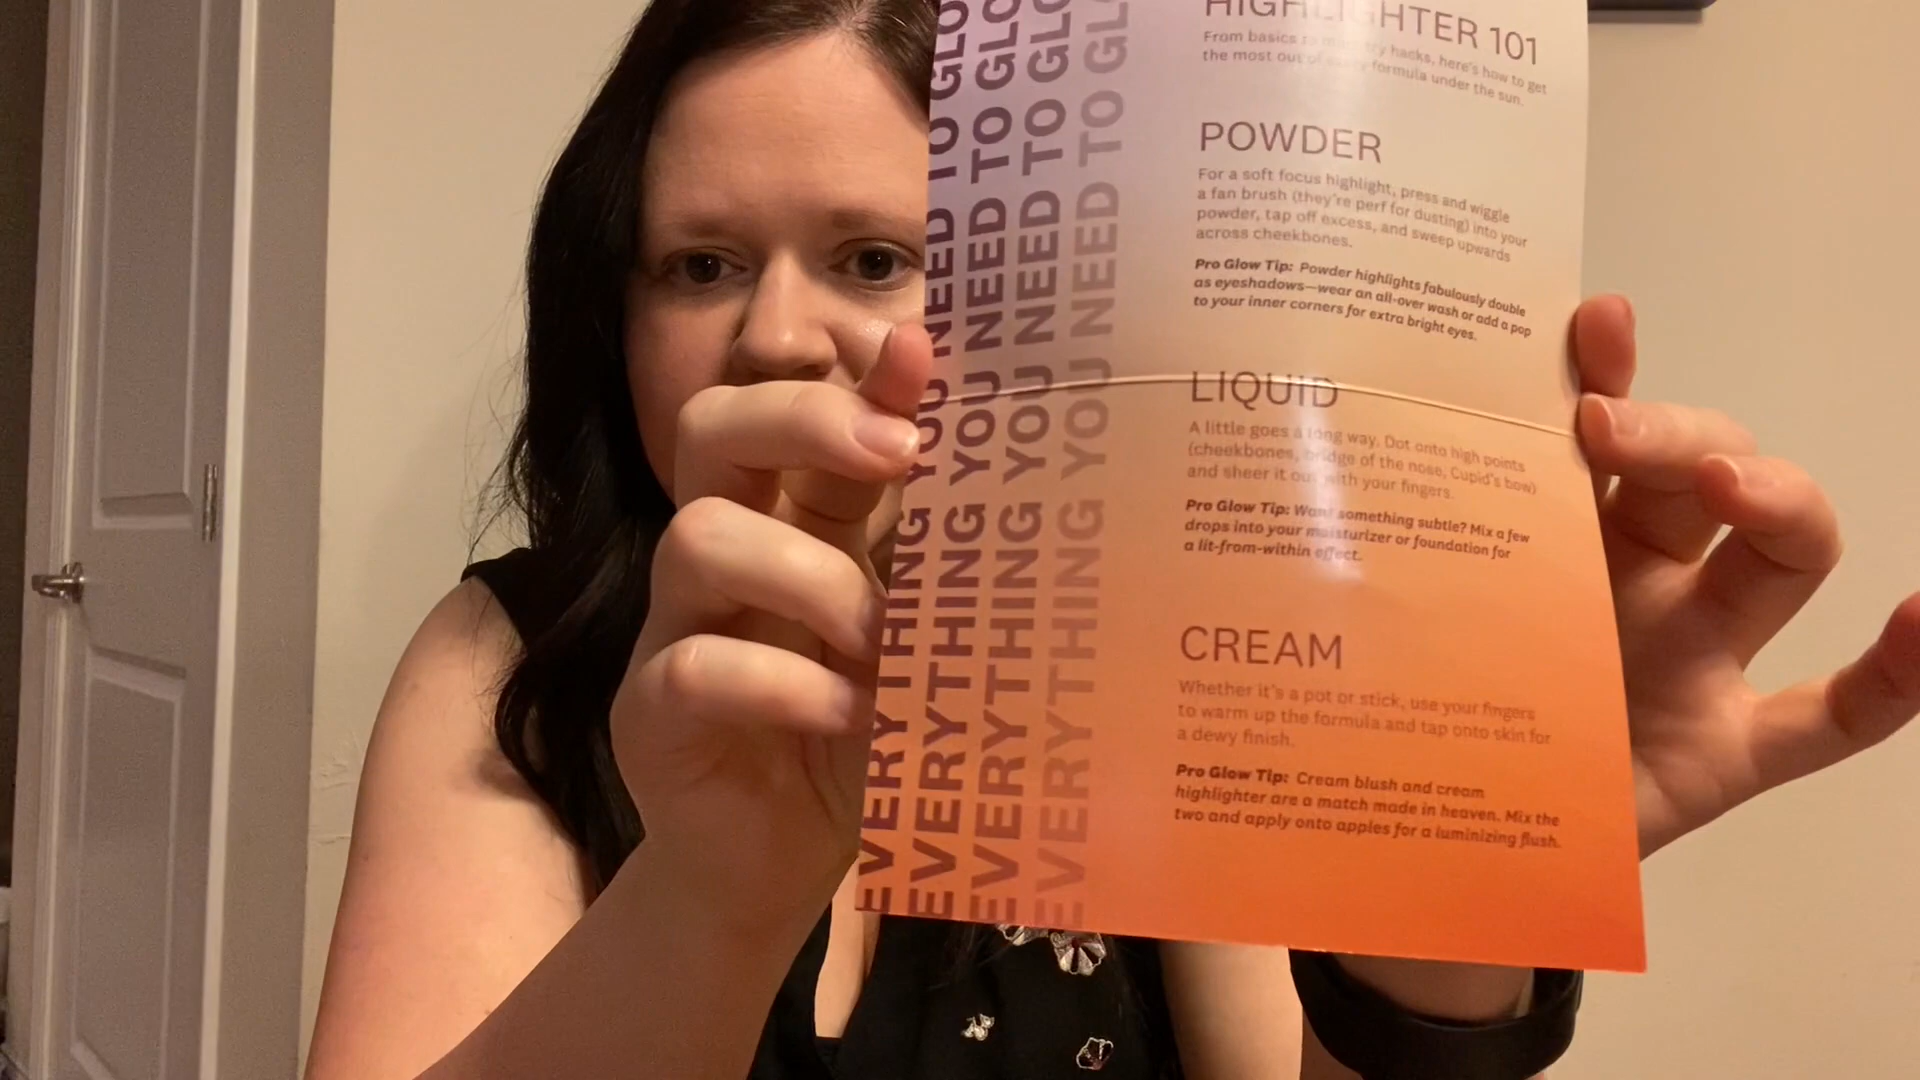 EVERYTHING YOU NEED TO GLO
EVERYTHING YOU NEED TO GLO
EVERYTHING YOU NEED TO GLO
EVERYTHING YOU NEED TO GL
HIGHLIGHTER 101
From basics to hacks, here's how to get
the most out of every formula under the sun.
POWDER
For a soft focus highlight, press and wiggle
a fan brush (they're perf for dusting) into your
powder, tap off excess, and sweep upwards
across cheekbones.
Pro Glow Tip: Powder highlights fabulously double
as eyeshadows—wear an all-over wash or add a pop
to your inner corners for extra bright eyes.
LIQUID
A little goes a long way. Dot onto high points
(cheekbones, bridge of the nose, Cupid's bow)
and sheer it out with your fingers.
Pro Glow Tip: Want something subtle? Mix a few
drops into your moisturizer or foundation for
a lit-from-within effect.
CREAM
Whether it's a pot or stick, use your fingers
to warm up the formula and tap onto skin for
a dewy finish.
Pro Glow Tip: Cream blush and cream
highlighter are a match made in heaven. Mix the
two and apply onto apples for a luminizing flush.